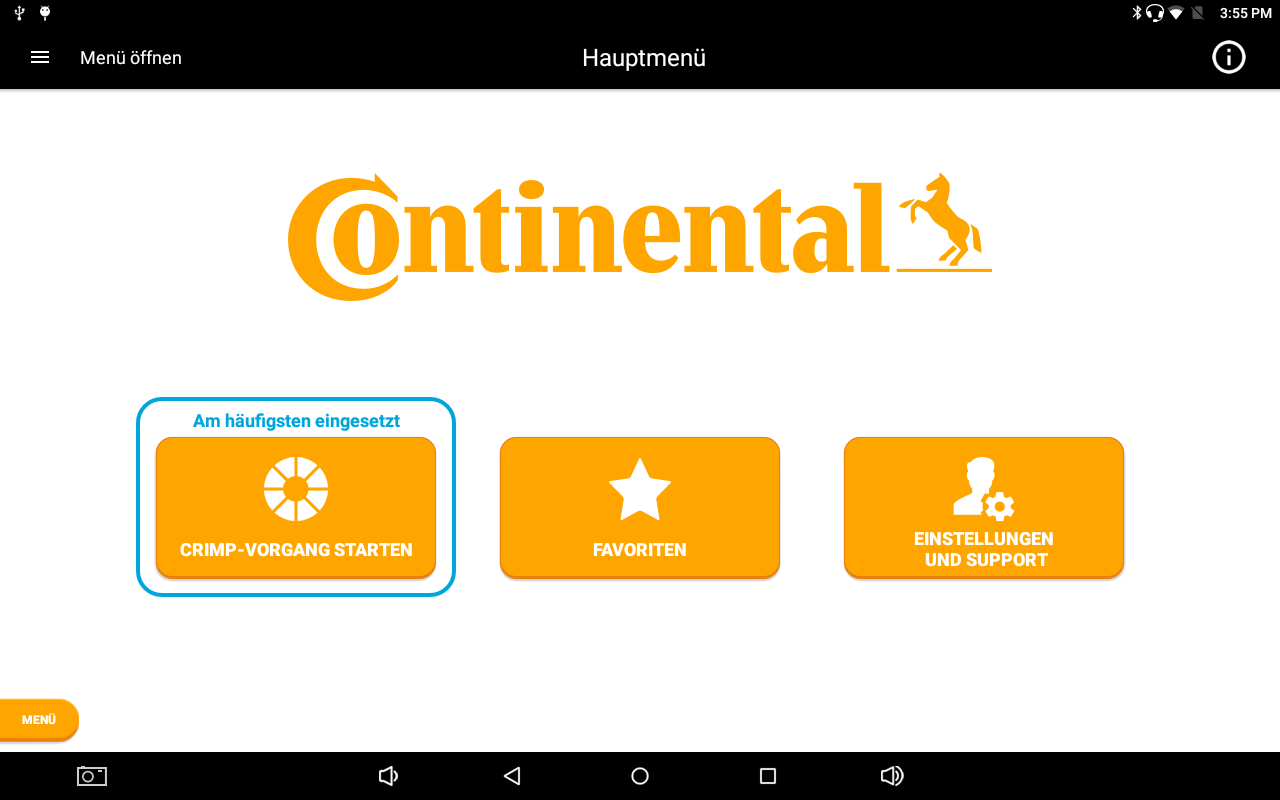 3:55 PM
Menü öffnen
Hauptmenü
Continental
Am häufigsten eingesetzt
CRIMP-VORGANG STARTEN
FAVORITEN
EINSTELLUNGEN
UND SUPPORT
MENÜ